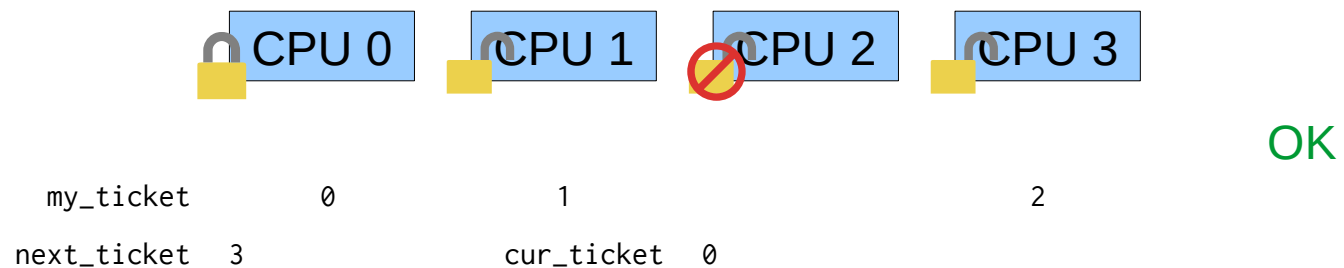 CPU 0 CPU 1 CPU 2 CPU 3
OK
my_ticket 0 1 2
next_ticket 3 cur_ticket 0